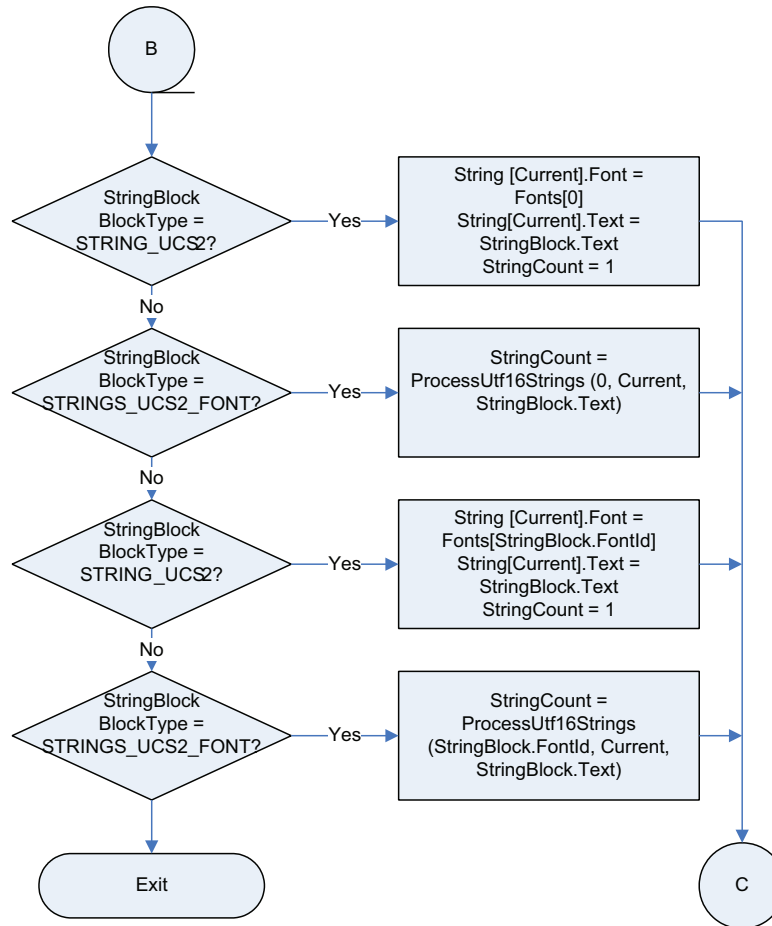 B
StringBlock
BlockType =
STRING_UCS2?
Yes
String [Current].Font =
Fonts[0]
String[Current].Text =
StringBlock.Text
StringCount = 1
No
StringBlock
BlockType =
STRINGS_UCS2_FONT?
Yes
StringCount =
ProcessUtf16Strings (0, Current,
StringBlock.Text)
No
StringBlock
BlockType =
STRING_UCS2?
Yes
String [Current].Font =
Fonts[StringBlock.FontId]
String[Current].Text =
StringBlock.Text
StringCount = 1
No
StringBlock
BlockType =
STRINGS_UCS2_FONT?
Yes
StringCount =
ProcessUtf16Strings
(StringBlock.FontId, Current,
StringBlock.Text)
Exit
C